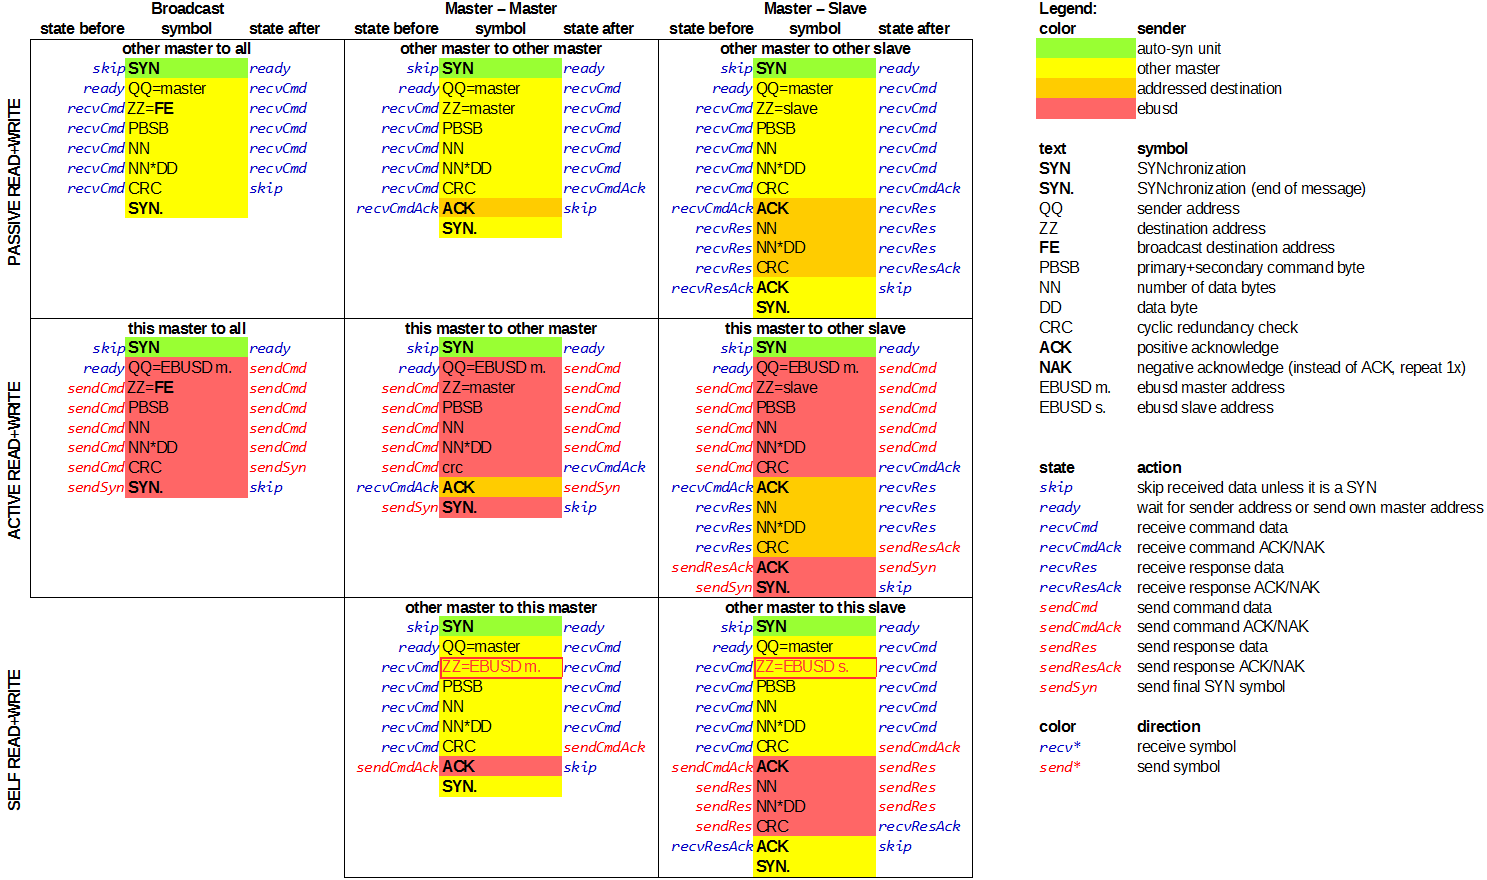 Broadcast Master – Master Master – Slave Legend:
state before symbol state after state before symbol state after state before symbol state after color sender
other master to all other master to other master other master to other slave auto-syn unit
skip SYN ready skip SYN ready skip SYN ready other master
ready QQ=master recvCmd ready QQ=master recvCmd ready QQ=master recvCmd addressed destination
recvCmd ZZ=FE recvCmd recvCmd ZZ=master recvCmd recvCmd ZZ=slave recvCmd ebusd
recvCmd PBSB recvCmd recvCmd PBSB recvCmd recvCmd PBSB recvCmd
recvCmd NN recvCmd recvCmd NN recvCmd recvCmd NN recvCmd text symbol
recvCmd NN*DD recvCmd recvCmd NN*DD recvCmd recvCmd NN*DD recvCmd SYN SYNchronization
recvCmd CRC skip recvCmd CRC recvCmdAck recvCmd CRC recvCmdAck SYN. SYNchronization (end of message)
SYN. recvCmdAck ACK skip recvCmdAck ACK recvRes QQ sender address
SYN. recvRes NN recvRes ZZ destination address
recvRes NN*DD recvRes FE broadcast destination address
recvRes CRC recvResAck PBSB primary+secondary command byte
recvResAck ACK skip NN number of data bytes
SYN. DD data byte
PASSIVE READ+WRITE
this master to all this master to other master this master to other slave CRC cyclic redundancy check
skip SYN ready skip SYN ready skip SYN ready ACK positive acknowledge
ready QQ=EBUSD m. sendCmd ready QQ=EBUSD m. sendCmd ready QQ=EBUSD m. sendCmd NAK negative acknowledge (instead of ACK, repeat 1x)
sendCmd ZZ=FE sendCmd sendCmd ZZ=master sendCmd sendCmd ZZ=slave sendCmd EBUSD m. ebusd master address
sendCmd PBSB sendCmd sendCmd PBSB sendCmd sendCmd PBSB sendCmd EBUSD s. ebusd slave address
sendCmd NN sendCmd sendCmd NN sendCmd sendCmd NN sendCmd
sendCmd NN*DD sendCmd sendCmd NN*DD sendCmd sendCmd NN*DD sendCmd
sendCmd CRC sendSyn sendCmd crc recvCmdAck sendCmd CRC recvCmdAck state action
sendSyn SYN. skip recvCmdAck ACK sendSyn recvCmdAck ACK recvRes skip skip received data unless it is a SYN
sendSyn SYN. skip recvRes NN recvRes ready wait for sender address or send own master address
recvRes NN*DD recvRes recvCmd receive command data
recvRes CRC sendResAck recvCmdAck receive command ACK/NAK
sendResAck ACK sendSyn recvRes receive response data
sendSyn SYN. skip recvResAck receive response ACK/NAK
ACTIVE READ+WRITE
other master to this master other master to this slave sendCmd send command data
skip SYN ready skip SYN ready sendCmdAck send command ACK/NAK
ready QQ=master recvCmd ready QQ=master recvCmd sendRes send response data
recvCmd ZZ=EBUSD m. recvCmd recvCmd ZZ=EBUSD s. recvCmd sendResAck send response ACK/NAK
recvCmd PBSB recvCmd recvCmd PBSB recvCmd sendSyn send final SYN symbol
recvCmd NN recvCmd recvCmd NN recvCmd
recvCmd NN*DD recvCmd recvCmd NN*DD recvCmd color direction
recvCmd CRC sendCmdAck recvCmd CRC sendCmdAck recv* receive symbol
sendCmdAck ACK skip sendCmdAck ACK sendRes send* send symbol
SYN. sendRes NN sendRes
sendRes NN*DD sendRes
sendRes CRC recvResAck
recvResAck ACK skip
SYN.
SELF READ+WRITE